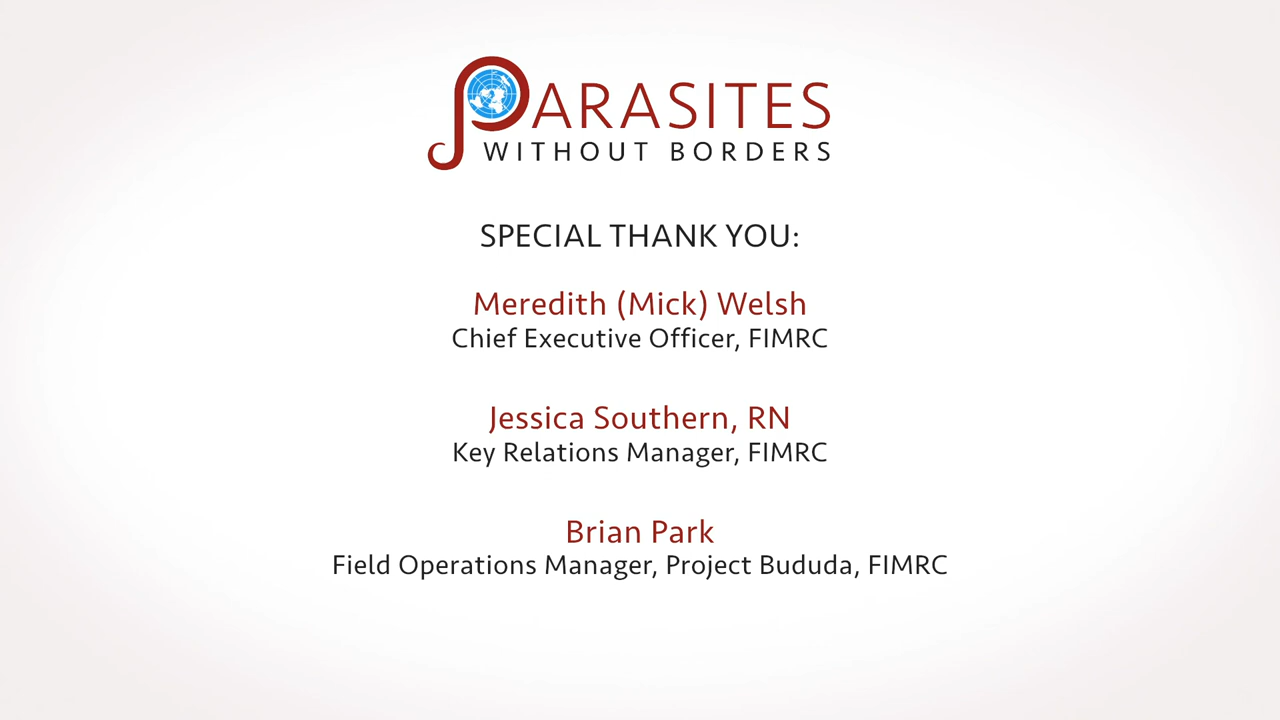 PARASITES
WITHOUT BORDERS
SPECIAL THANK YOU:
Meredith (Mick) Welsh
Chief Executive Officer, FIMRC
Jessica Southern, RN
Key Relations Manager, FIMRC
Brian Park
Field Operations Manager, Project Bududa, FIMRC